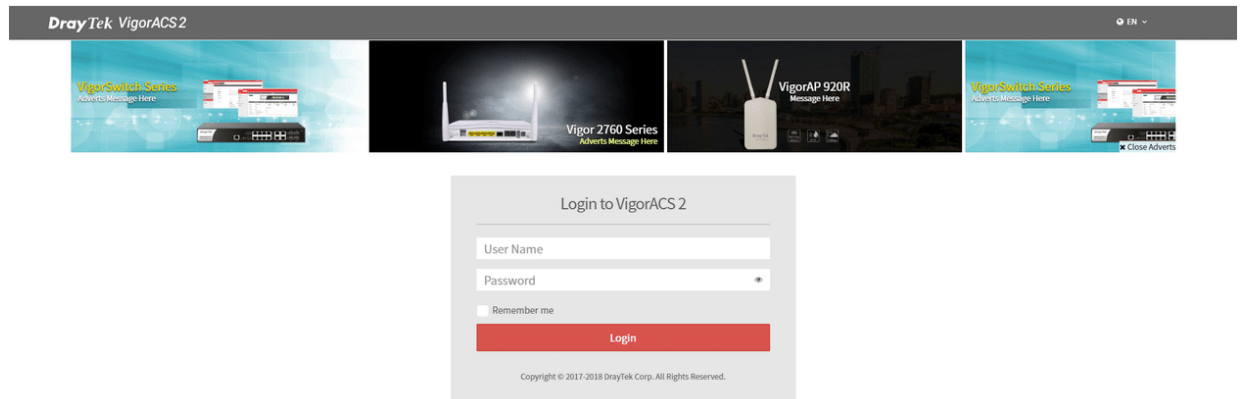 DrayTek VigorACS 2
EN
VigorSwitch Series
Adverts Message Here
Vigor 2760 Series
Adverts Message Here
VigorAP 920R
Message Here
VigorSwitch Series
Adverts Message Here
× Close Adverts
Login to VigorACS 2
User Name
Password
Remember me
Login
Copyright © 2017-2018 DrayTek Corp. All Rights Reserved.